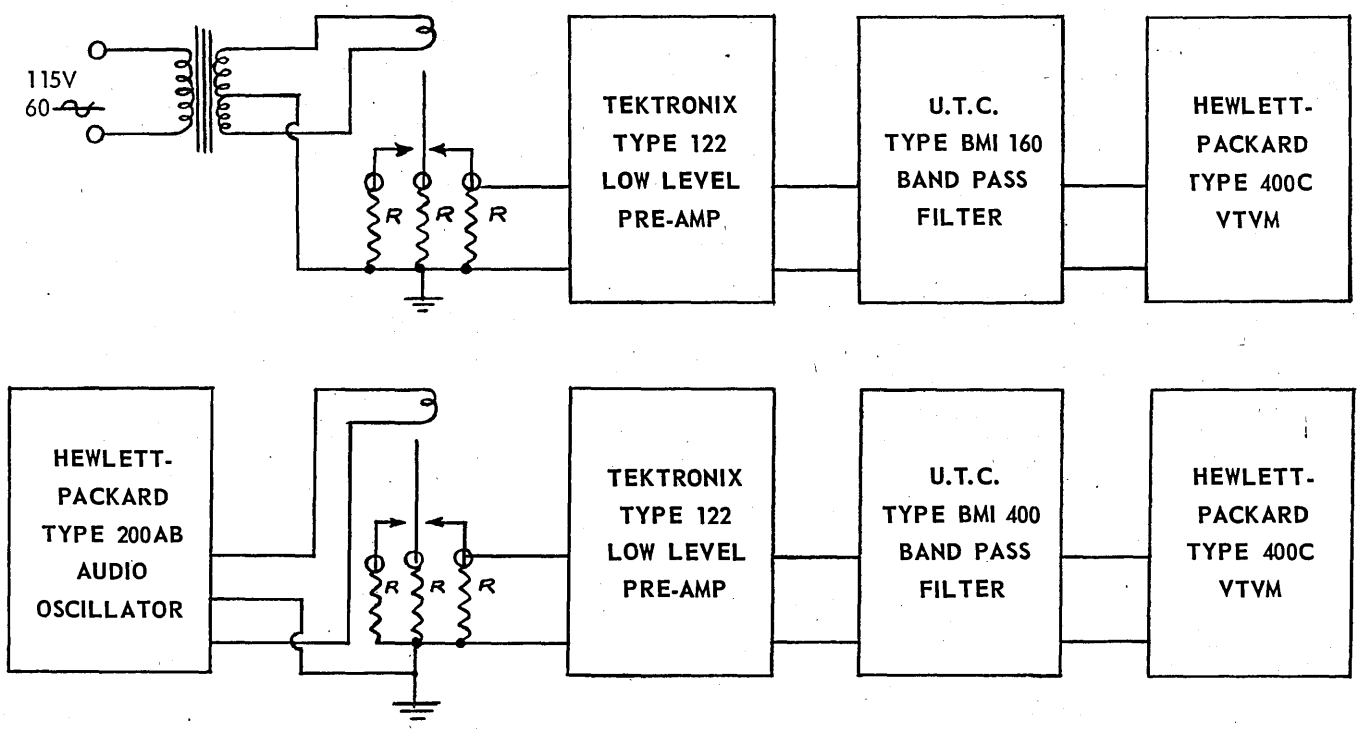 115V
60
R
R
R
TEKTRONIX
TYPE 122
LOW LEVEL
PRE-AMP
U.T.C.
TYPE BMI 160
BAND PASS
FILTER
HEWLETT-
PACKARD
TYPE 400C
VTVM
HEWLETT-
PACKARD
TYPE 200AB
AUDIO
OSCILLATOR
R
R
R
TEKTRONIX
TYPE 122
LOW LEVEL
PRE-AMP
U.T.C.
TYPE BMI 400
BAND PASS
FILTER
HEWLETT-
PACKARD
TYPE 400C
VTVM